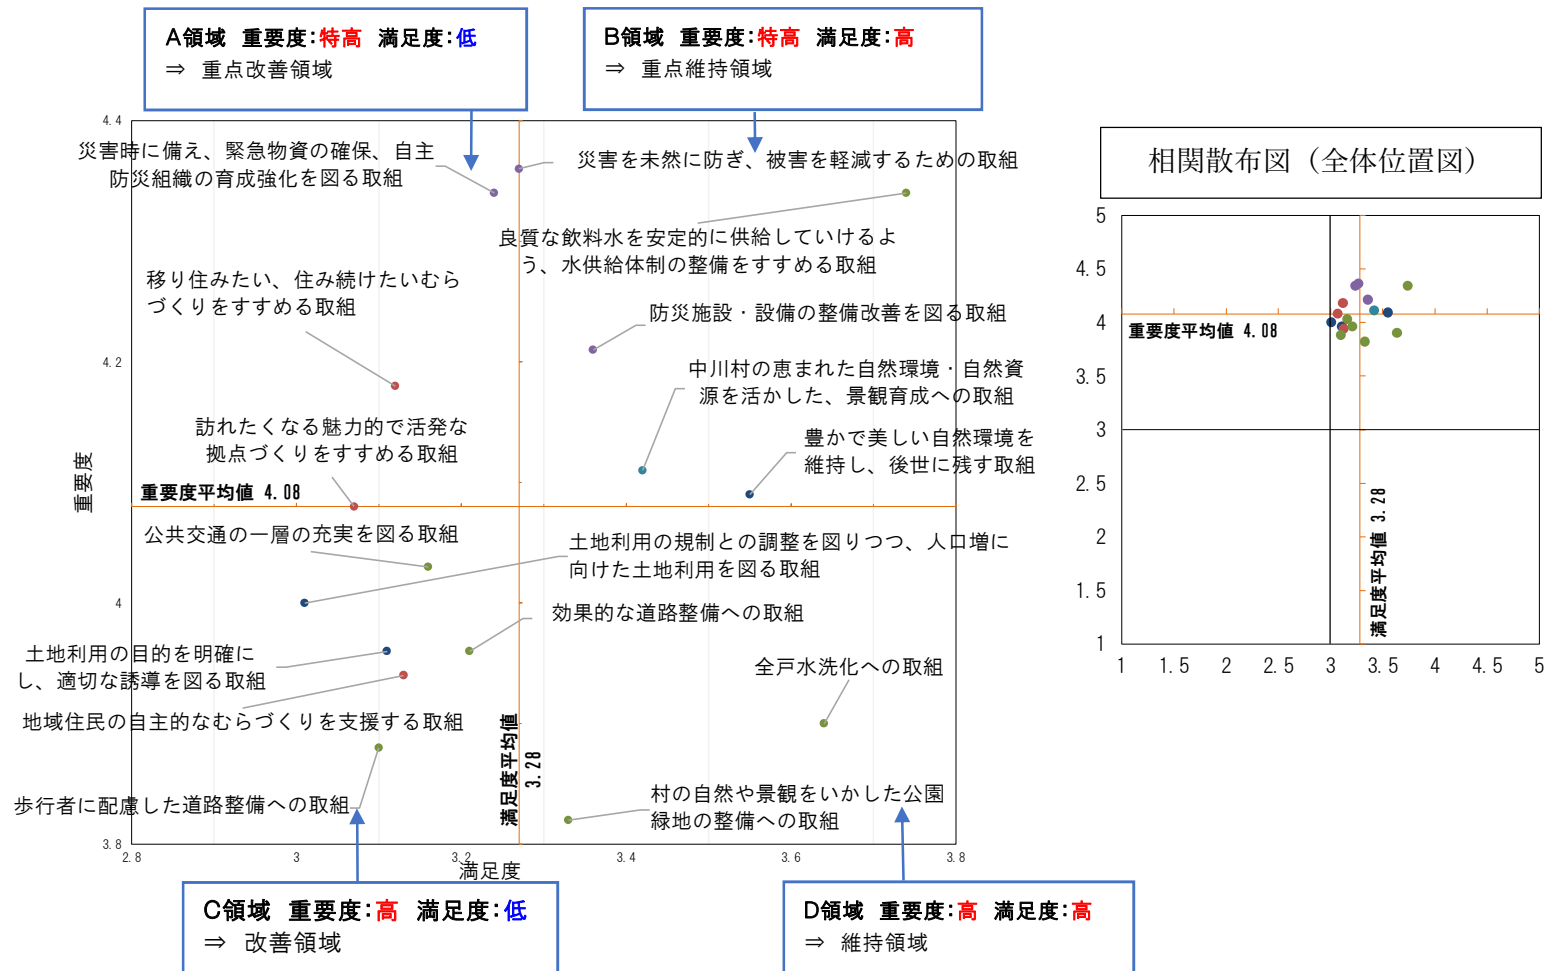 A領域 重要度:特高 満足度:低
⇒ 重点改善領域
B領域 重要度:特高 満足度:高
⇒ 重点維持領域
相関散布図(全体位置図)
4.4
4.2
4
3.8
重要度
災害時に備え、緊急物資の確保、自主
防災組織の育成強化を図る取組
災害を未然に防ぎ、被害を軽減するための取組
良質な飲料水を安定的に供給していけるよ
う、水供給体制の整備をすすめる取組
移り住みたい、住み続けたいむら
づくりをすすめる取組
防災施設・設備の整備改善を図る取組
中川村の恵まれた自然環境・自然資
源を活かした、景観育成への取組
訪れたくなる魅力的で活発な
拠点づくりをすすめる取組
豊かで美しい自然環境を
維持し、後世に残す取組
重要度平均値 4.08
公共交通の一層の充実を図る取組
土地利用の規制との調整を図りつつ、人口増に
向けた土地利用を図る取組
効果的な道路整備への取組
土地利用の目的を明確に
し、適切な誘導を図る取組
全戸水洗化への取組
地域住民の自主的なむらづくりを支援する取組
満足度平均値
3.28
歩行者に配慮した道路整備への取組
村の自然や景観をいかした公園
緑地の整備への取組
2.8
3
3.2
3.4
3.6
3.8
満足度
5
4.5
4
3.5
3
2.5
2
1.5
1
重要度平均値 4.08
満足度平均値 3.28
1
1.5
2
2.5
3
3.5
4
4.5
5
C領域 重要度:高 満足度:低
⇒ 改善領域
D領域 重要度:高 満足度:高
⇒ 維持領域